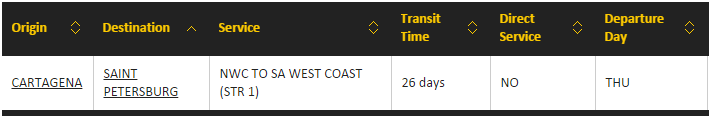 Origin Destination Service Transit Time Direct Service Departure Day
CARTAGENA SAINT PETERSBURG NWC TO SA WEST COAST (STR 1) 26 days NO THU